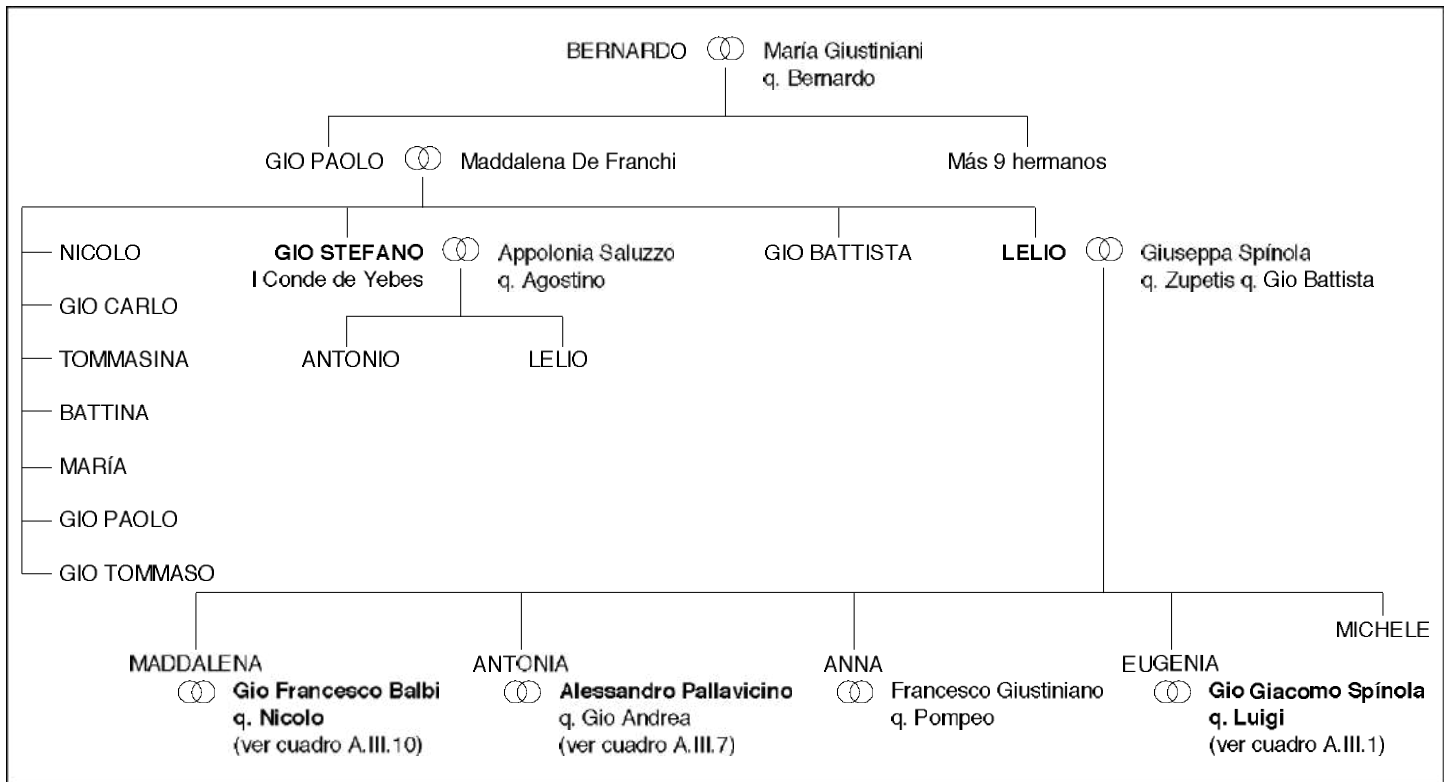 BERNARDO María Giustiniani
q. Bernardo
GIO PAOLO Maddalena De Franchi Más 9 hermanos
NICOLO GIO STEFANO Appolonia Saluzzo GIO BATTISTA LELIO Giuseppa Spínola
I Conde de Yebes q. Agostino q. Zupetis q. Gio Battista
GIO CARLO
TOMMASINA ANTONIO LELIO
BATTINA
MARÍA
GIO PAOLO
GIO TOMMASO
MICHELE
MADDALENA ANTONIA ANNA EUGENIA
Gio Francesco Balbi Alessandro Pallavicino Francesco Giustiniano Gio Giacomo Spínola
q. Nicolo q. Gio Andrea q. Pompeo q. Luigi
(ver cuadro A.III.10) (ver cuadro A.III.7) (ver cuadro A.III.1)